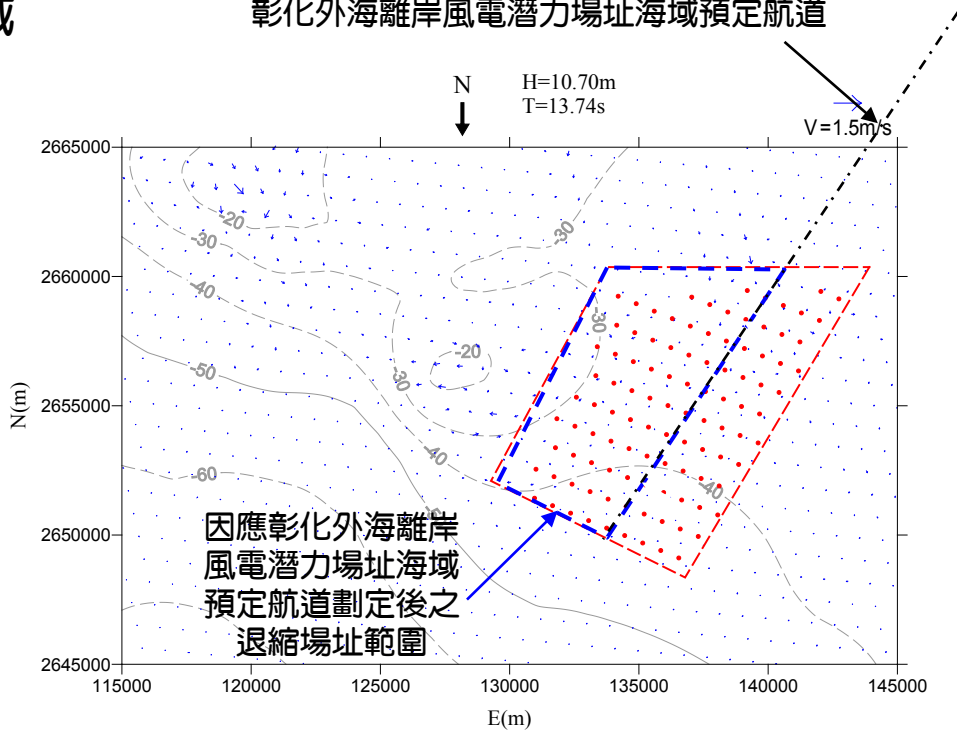 彰化外海離岸風電潛力場址海域預定航道
域
N
H=10.70m
T=13.74s
V=1.5m/s
2665000
2660000
2655000
2650000
2645000
N(m)
-20
-30
-40
-50
-60
-30
-20
-30
-30
-40
-40
因應彰化外海離岸
風電潛力場址海域
預定航道劃定後之
退縮場址範圍
115000
120000
125000
130000
135000
140000
145000
E(m)